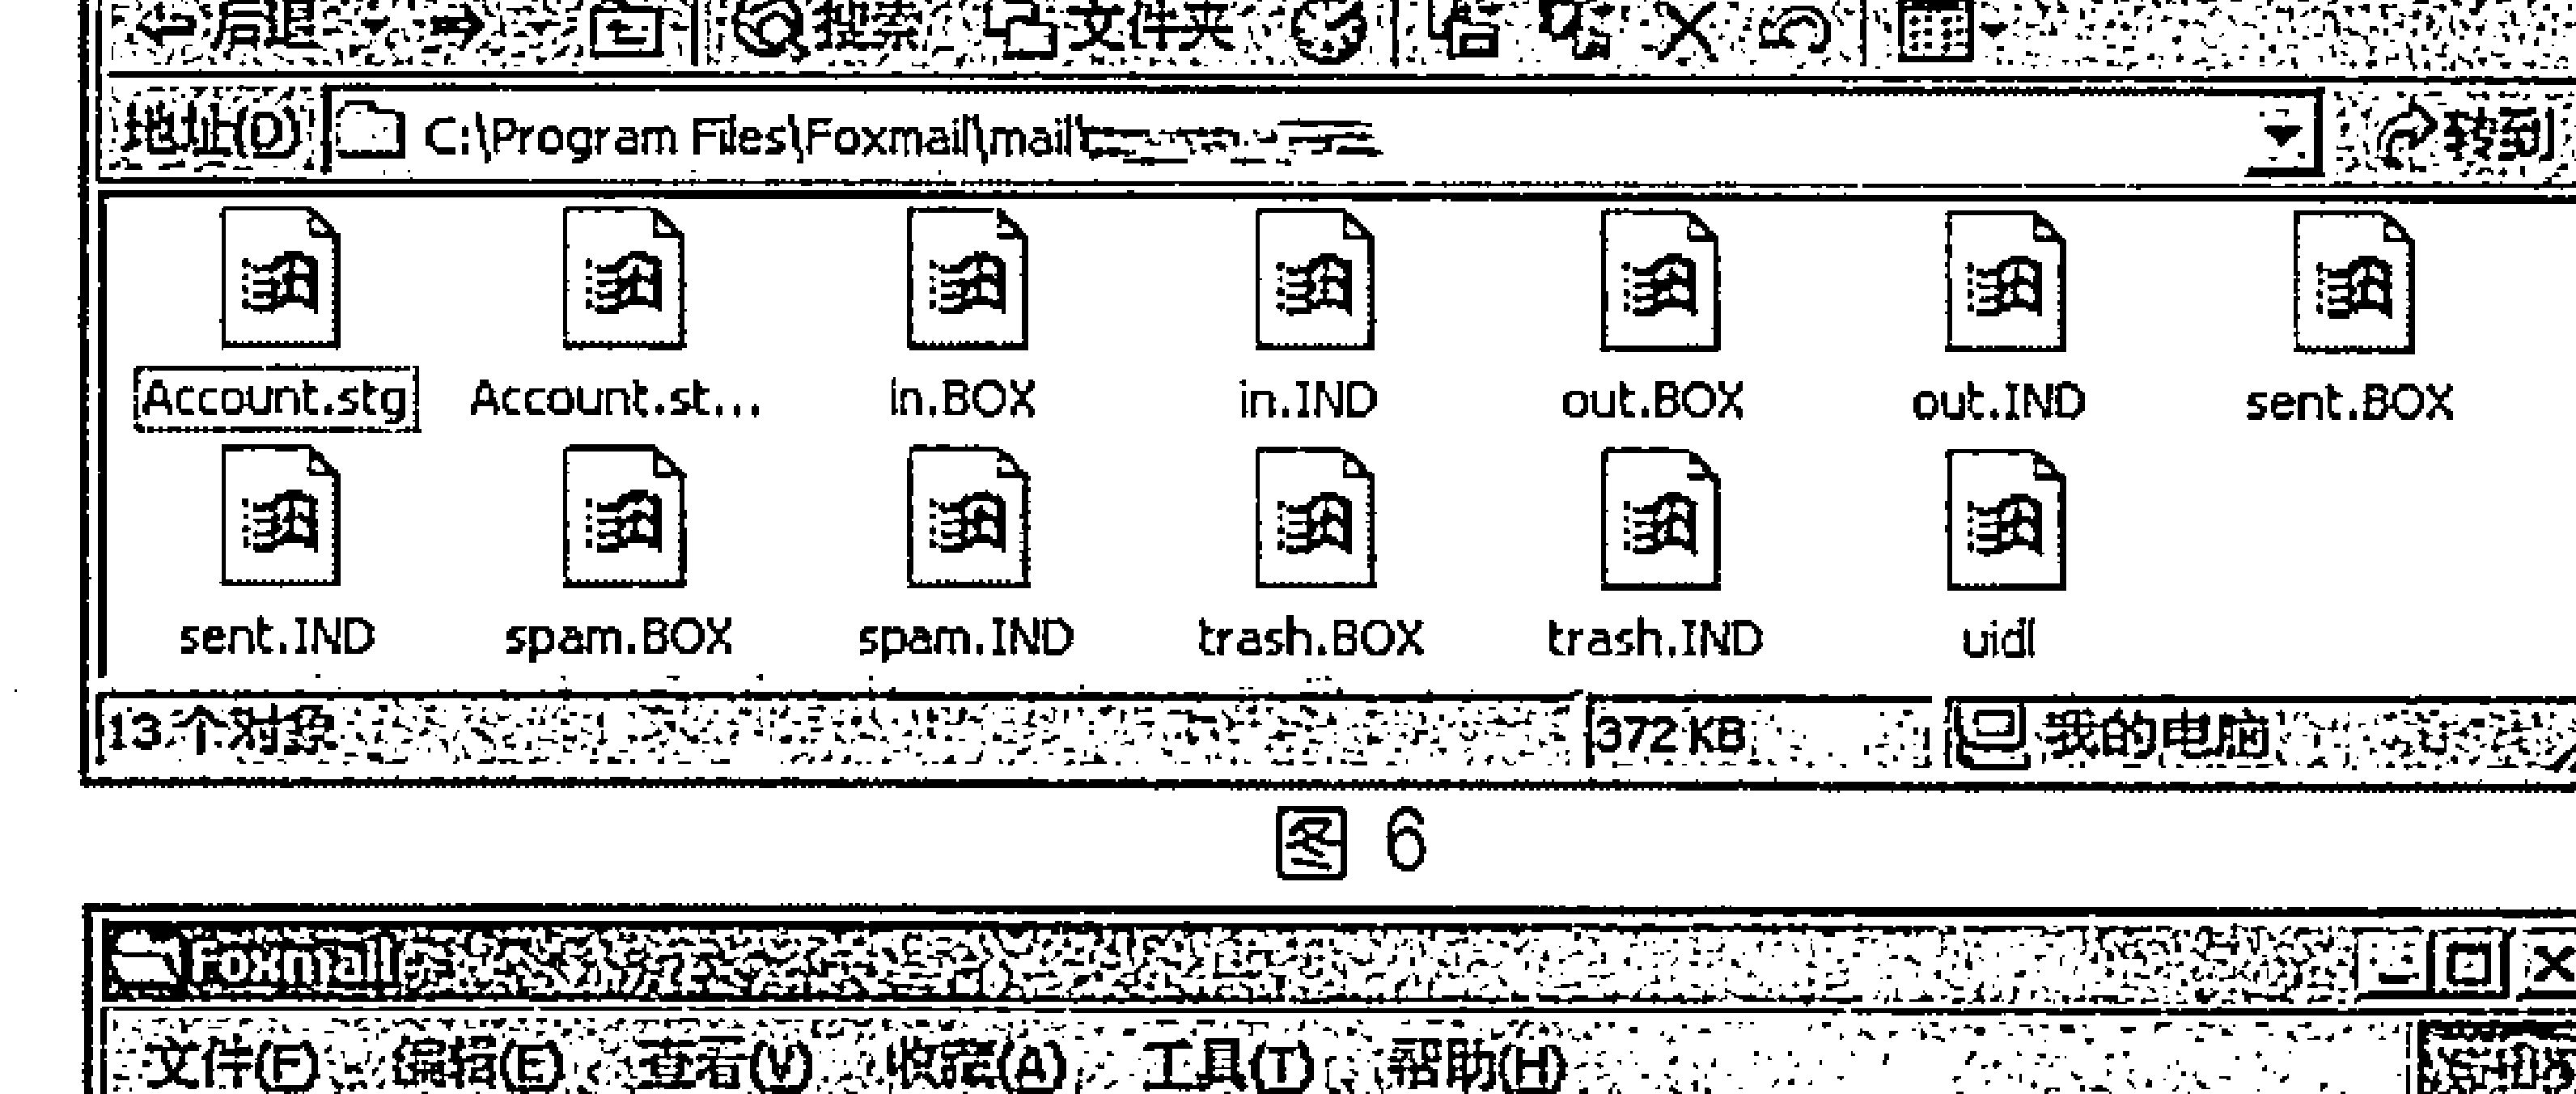 后退 搜索 文件夹
地址(D) C:\Program Files\Foxmail\mail\ 转到
Account.stg Account.st... in.BOX in.IND out.BOX out.IND sent.BOX
sent.IND spam.BOX spam.IND trash.BOX trash.IND uidl
13 个对象 372 KB 我的电脑
图 6
Foxmail
文件(F) 编辑(E) 查看(V) 收藏(A) 工具(T) 帮助(H)